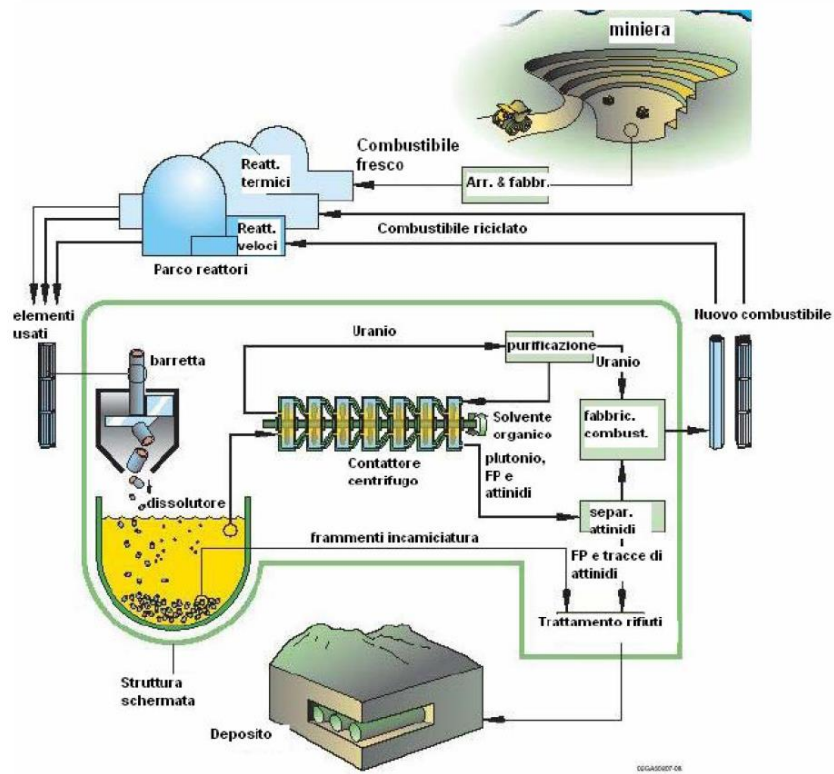 miniera
Combustibile
fresco
Reatt.
termici
Arr. & fabbr.
Reatt.
veloci
Combustibile riciclato
Parco reattori
elementi
usati
Nuovo combustibile
Uranio
purificazione
Uranio
barretta
Solvente
organico
fabbric.
combust.
Contattore
centrifugo
plutonio,
FP e
attinidi
dissolutore
separ.
attinidi
frammenti incamiciatura
FP e tracce di
attinidi
Trattamento rifiuti
Struttura
schermata
Deposito